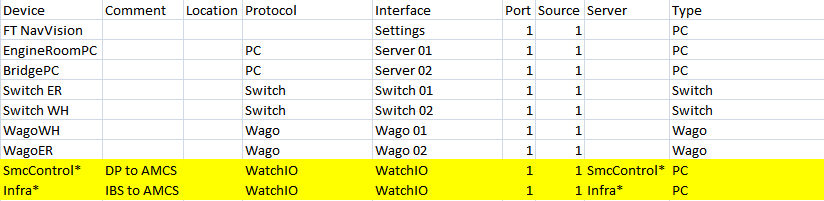 Device Comment Location Protocol Interface Port Source Server Type
FT NavVision Settings 1 1 PC
EngineRoomPC PC Server 01 1 1 PC
BridgePC PC Server 02 1 1 PC
Switch ER Switch Switch 01 1 1 Switch
Switch WH Switch Switch 02 1 1 Switch
WagoWH Wago Wago 01 1 1 Wago
WagoER Wago Wago 02 1 1 Wago
SmcControl* DP to AMCS WatchIO WatchIO 1 1 SmcControl* PC
Infra* IBS to AMCS WatchIO WatchIO 1 1 Infra* PC